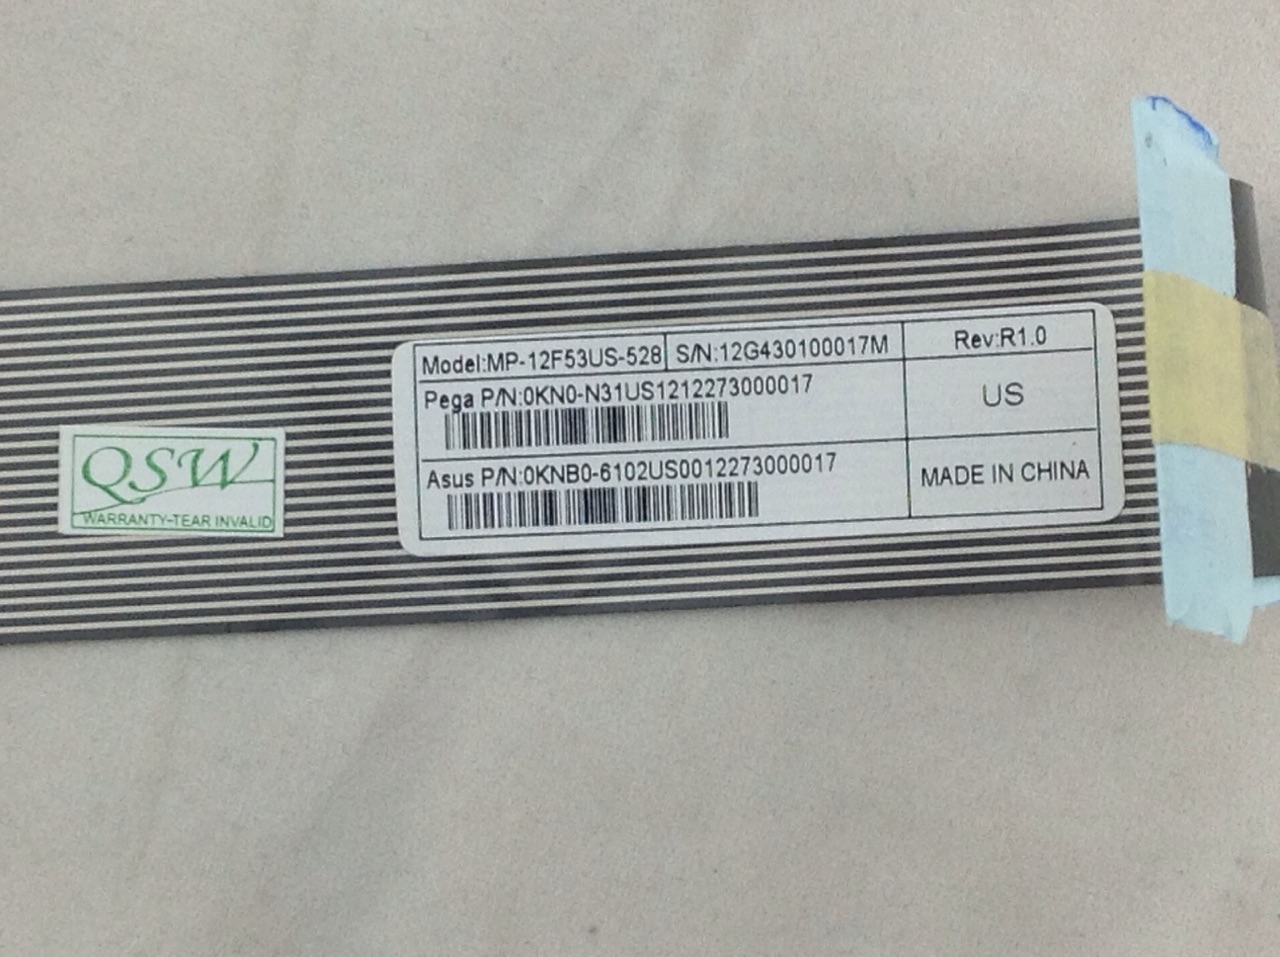 Model:MP-12F53US-528 S/N:12G430100017M Rev:R1.0
Pega P/N:0KN0-N31US1212273000017
US
Asus P/N:0KNB0-6102US0012273000017
MADE IN CHINA
QSW
WARRANTY-TEAR INVALID